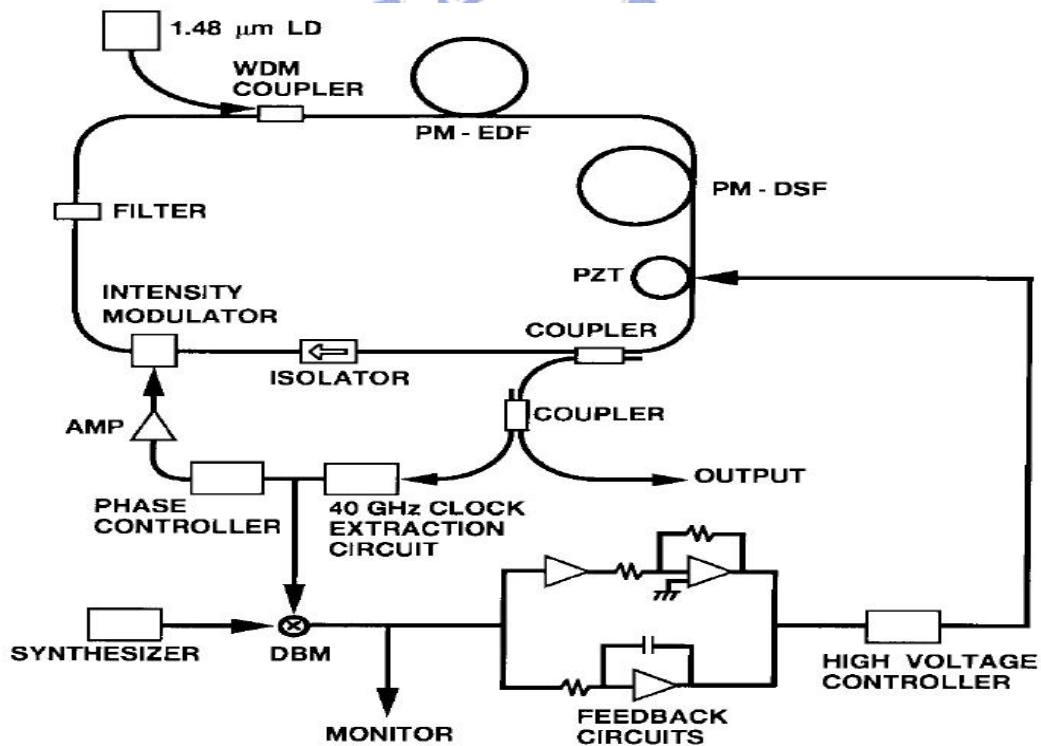 1.48 μm LD
WDM
COUPLER
PM - EDF
PM - DSF
FILTER
PZT
INTENSITY
MODULATOR
COUPLER
ISOLATOR
COUPLER
AMP
OUTPUT
PHASE
CONTROLLER
40 GHz CLOCK
EXTRACTION
CIRCUIT
SYNTHESIZER
DBM
HIGH VOLTAGE
CONTROLLER
MONITOR
FEEDBACK
CIRCUITS